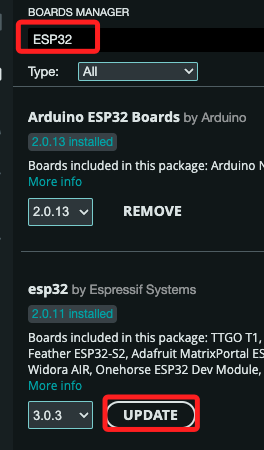 BOARDS MANAGER
ESP32
Type: All
Arduino ESP32 Boards by Arduino
2.0.13 installed
Boards included in this package: Arduino N
More info
2.0.13 REMOVE
esp32 by Espressif Systems
2.0.11 installed
Boards included in this package: TTGO T1,
Feather ESP32-S2, Adafruit MatrixPortal ES
Widora AIR, Onehorse ESP32 Dev Module,
More info
3.0.3 UPDATE